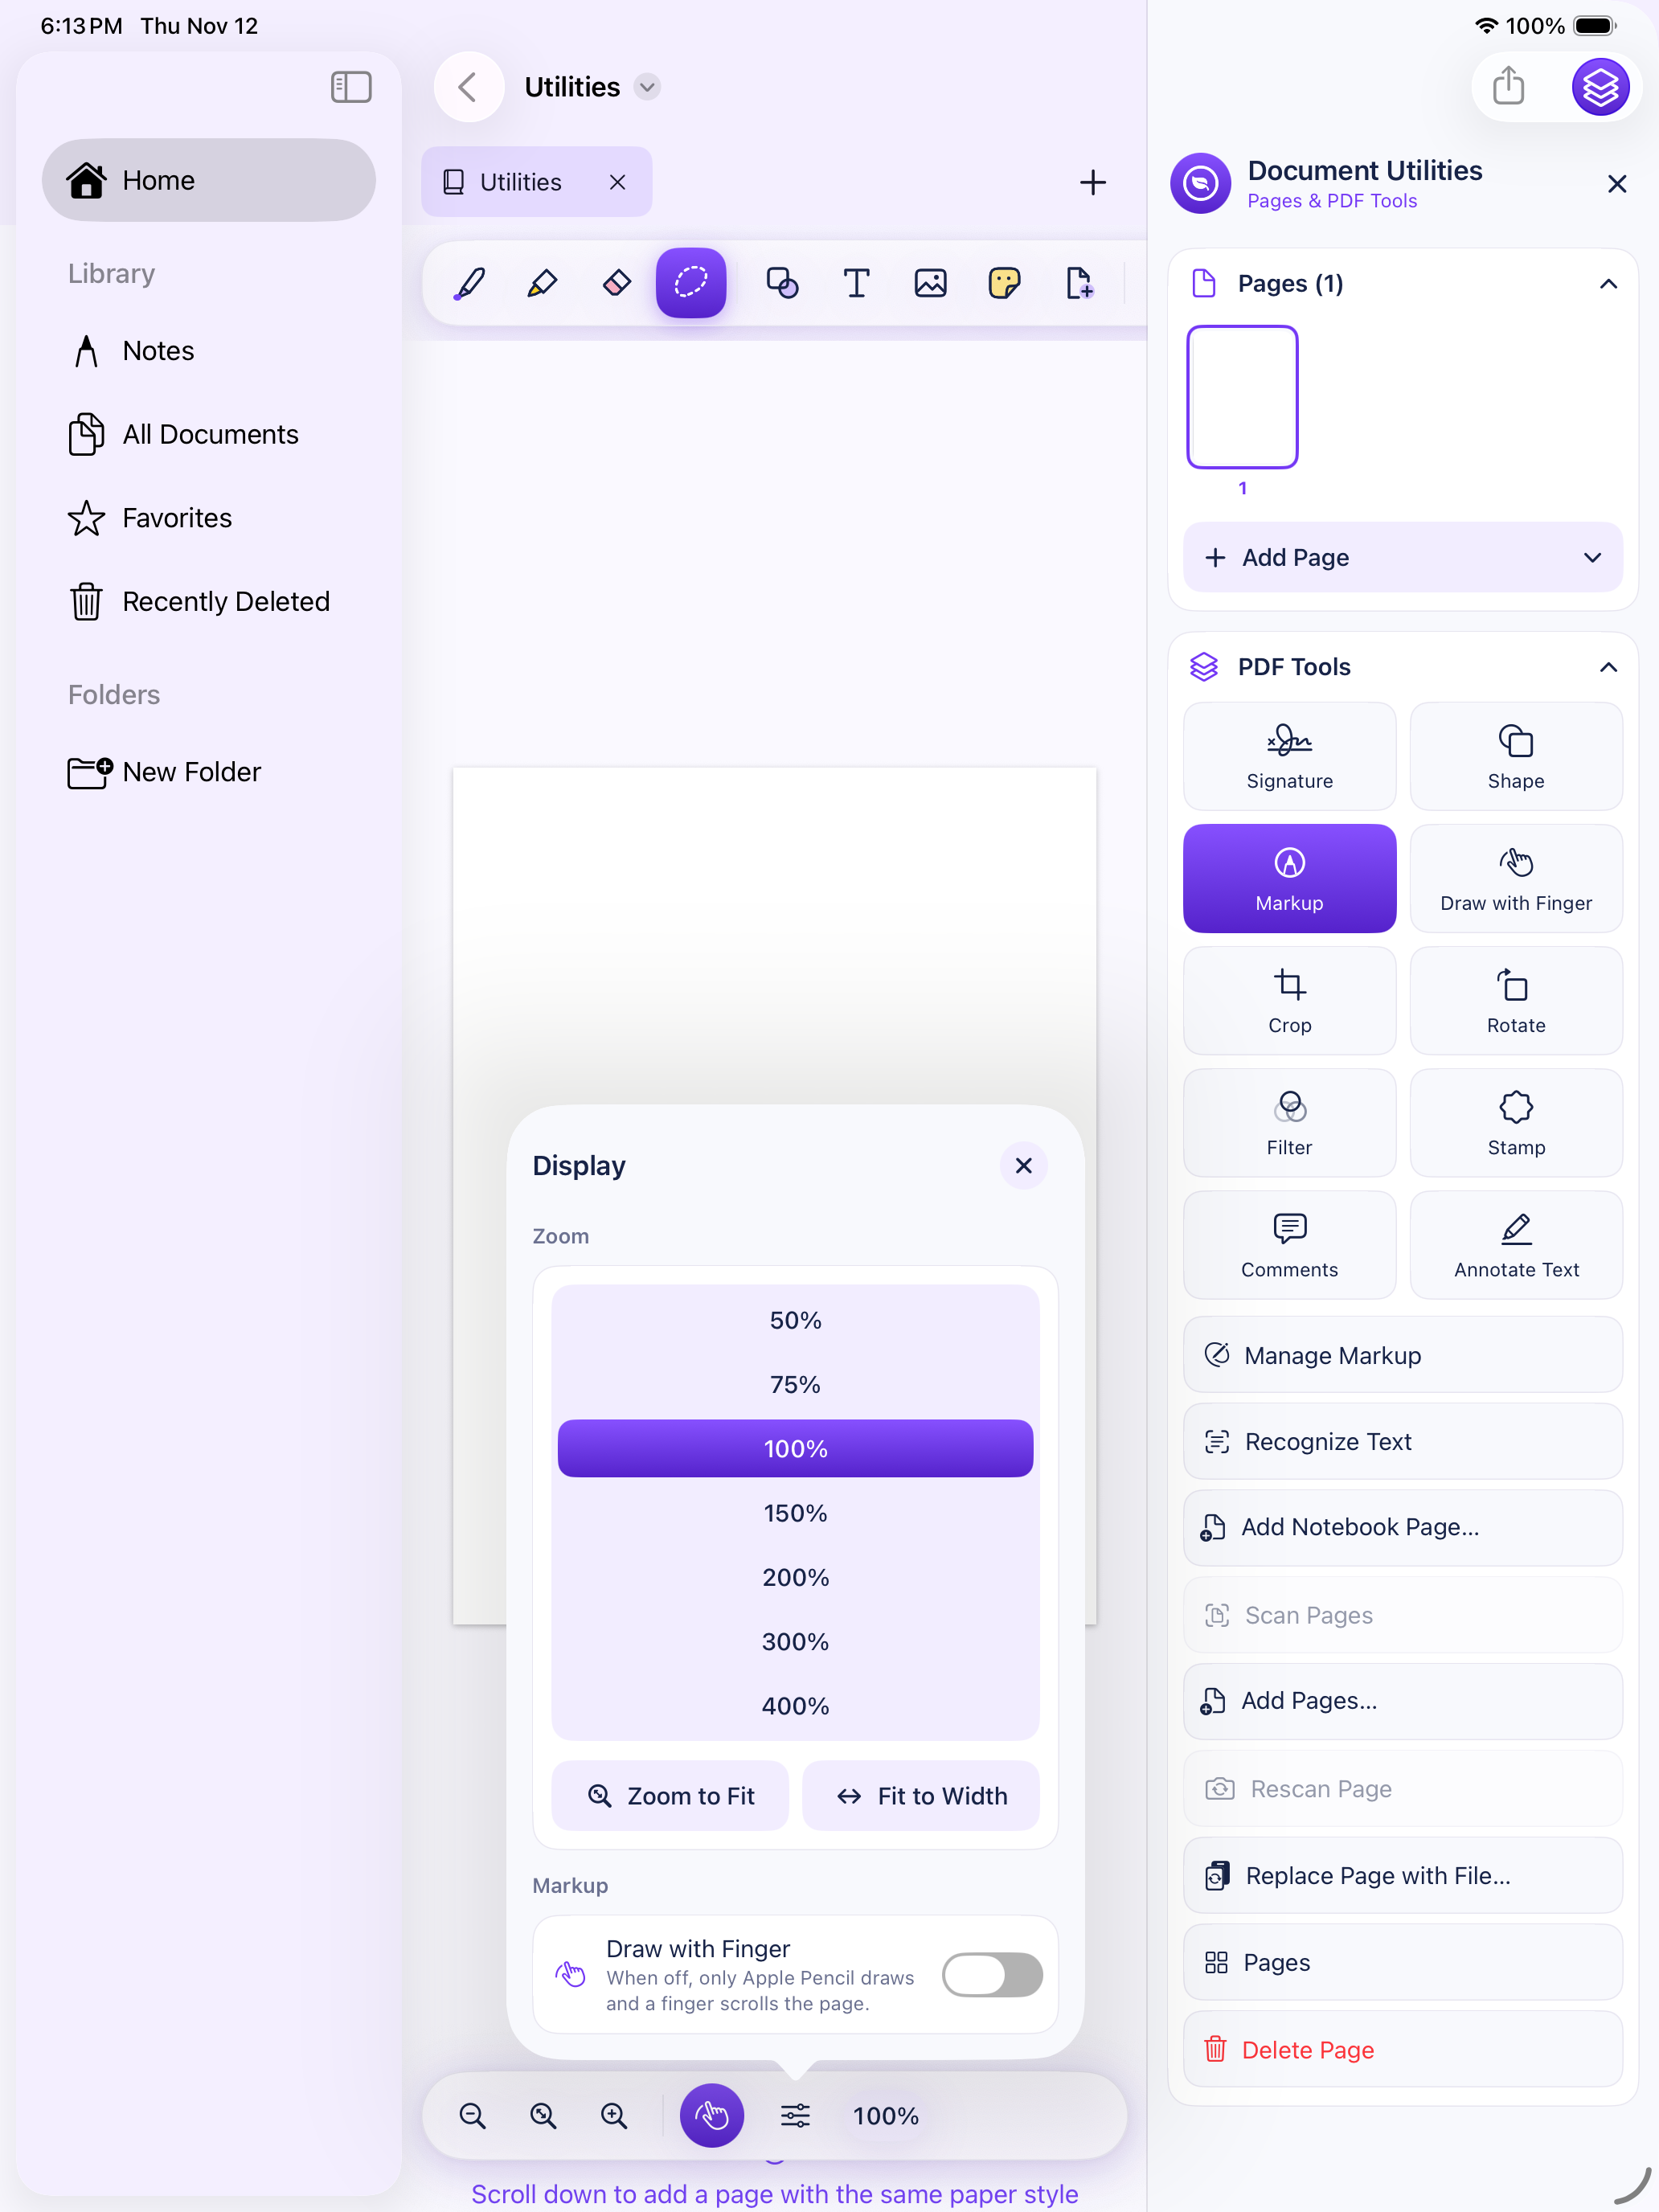 6:13 PM Thu Nov 12
100%
Home
Library
Notes
All Documents
Favorites
Recently Deleted
Folders
New Folder
Utilities
Utilities
Display
Zoom
50%
75%
100%
150%
200%
300%
400%
Zoom to Fit
Fit to Width
Markup
Draw with Finger
When off, only Apple Pencil draws
and a finger scrolls the page.
100%
Scroll down to add a page with the same paper style
Document Utilities
Pages & PDF Tools
Pages (1)
1
Add Page
PDF Tools
Signature
Shape
Markup
Draw with Finger
Crop
Rotate
Filter
Stamp
Comments
Annotate Text
Manage Markup
Recognize Text
Add Notebook Page...
Scan Pages
Add Pages...
Rescan Page
Replace Page with File...
Pages
Delete Page